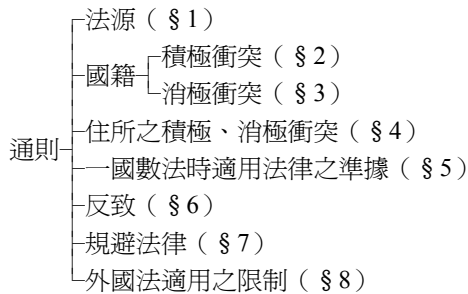 法源（§1）
國籍
積極衝突（§2）
消極衝突（§3）
通則
住所之積極、消極衝突（§4）
一國數法時適用法律之準據（§5）
反致（§6）
規避法律（§7）
外國法適用之限制（§8）